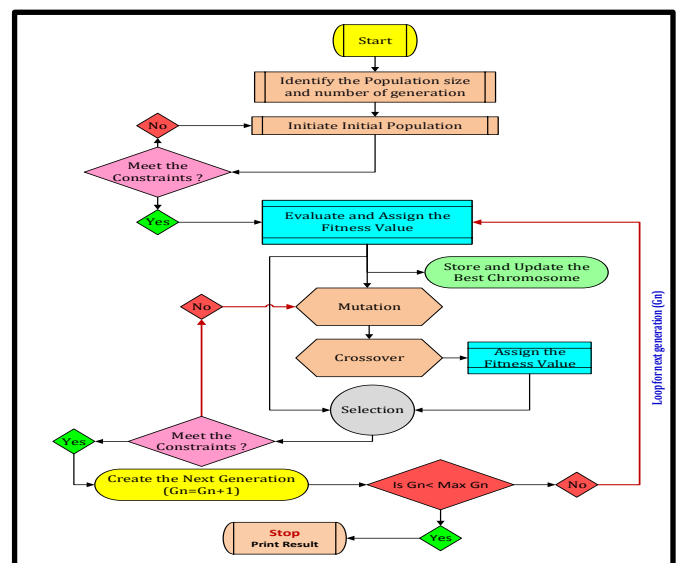 Start
Identify the Population size
and number of generation
No
Initiate Initial Population
Meet the
Constraints ?
Yes
Evaluate and Assign the
Fitness Value
Store and Update the
Best Chromosome
No
Mutation
Crossover
Assign the
Fitness Value
Selection
Yes
Meet the
Constraints ?
Create the Next Generation
(Gn=Gn+1)
Is Gn< Max Gn
No
Stop
Print Result
Yes
Loop for next generation (Gn)